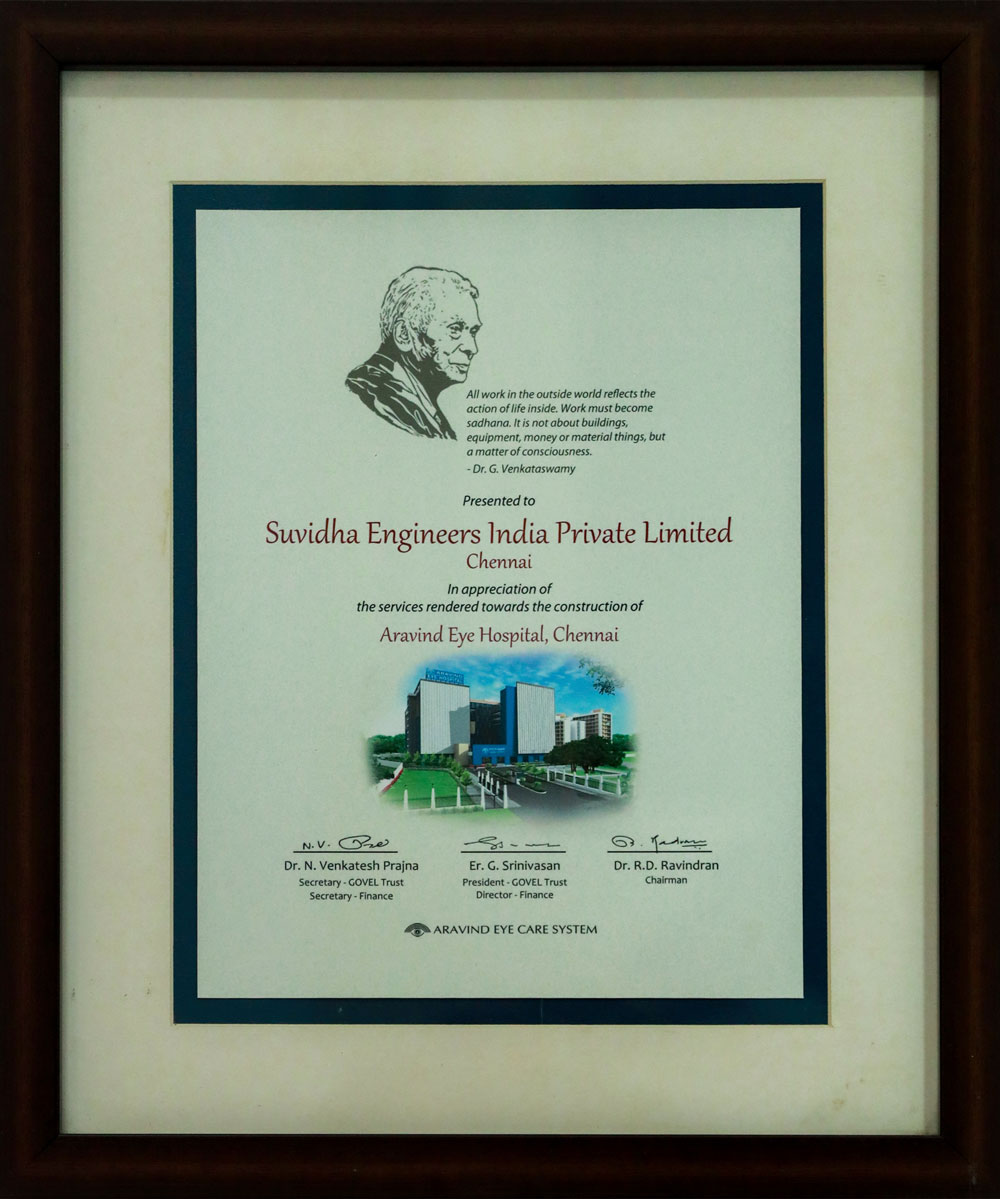 All work in the outside world reflects the
action of life inside. Work must become
sadhana. It is not about buildings,
equipment, money or material things, but
a matter of consciousness.
- Dr. G. Venkataswamy
Presented to
Suvidha Engineers India Private Limited
Chennai
In appreciation of
the services rendered towards the construction of
Aravind Eye Hospital, Chennai
N.V.
Dr. N. Venkatesh Prajna
Secretary - GOVEL Trust
Secretary - Finance
Er. G. Srinivasan
President - GOVEL Trust
Director - Finance
Dr. R.D. Ravindran
Chairman
ARAVIND EYE CARE SYSTEM